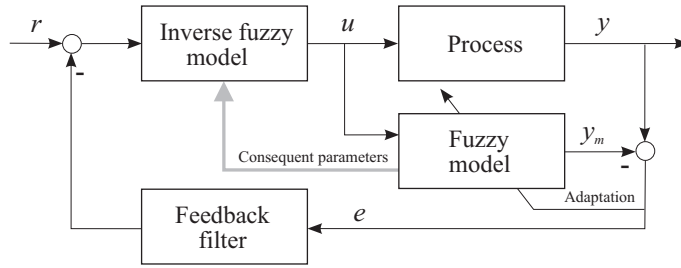 r
-
Inverse fuzzy
model
u
Process
y
Consequent parameters
Fuzzy
model
y_m
-
Adaptation
Feedback
filter
e